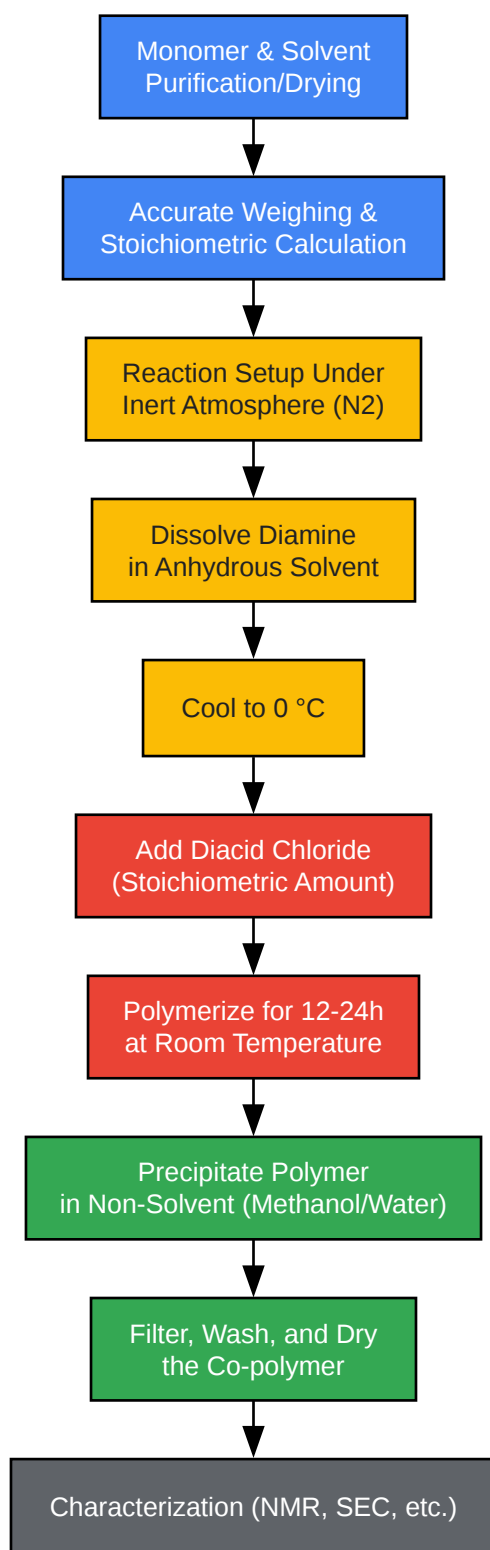 Monomer & Solvent
Purification/Drying
Accurate Weighing &
Stoichiometric Calculation
Reaction Setup Under
Inert Atmosphere (N2)
Dissolve Diamine
in Anhydrous Solvent
Cool to 0 °C
Add Diacid Chloride
(Stoichiometric Amount)
Polymerize for 12-24h
at Room Temperature
Precipitate Polymer
in Non-Solvent (Methanol/Water)
Filter, Wash, and Dry
the Co-polymer
Characterization (NMR, SEC, etc.)